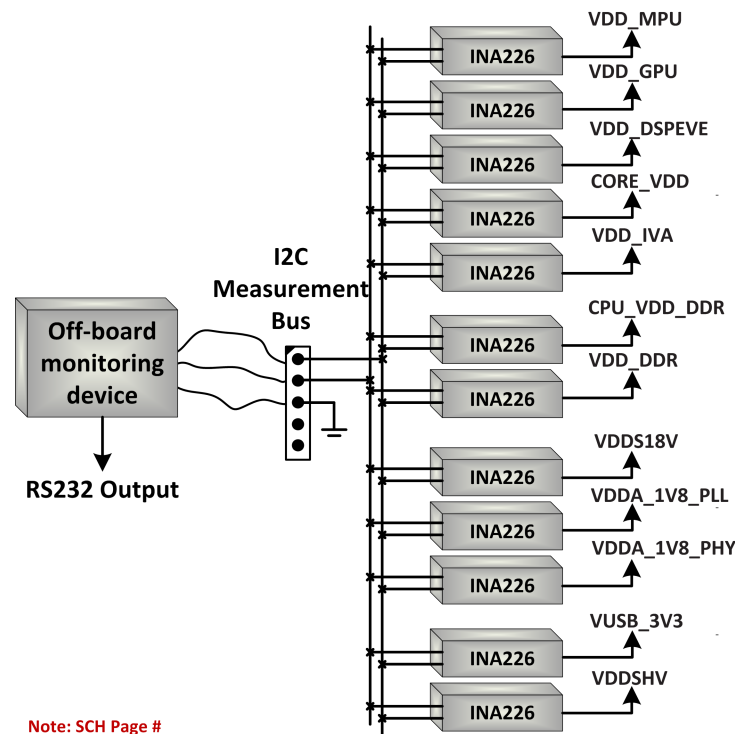 VDD_MPU
INA226
VDD_GPU
INA226
VDD_DSPEVE
INA226
CORE_VDD
INA226
VDD_IVA
INA226
I2C
Measurement
Bus
CPU_VDD_DDR
INA226
Off-board
monitoring
device
VDD_DDR
INA226
RS232 Output
VDDS18V
INA226
VDDA_1V8_PLL
INA226
VDDA_1V8_PHY
INA226
VUSB_3V3
INA226
VDDSHV
INA226
Note: SCH Page #